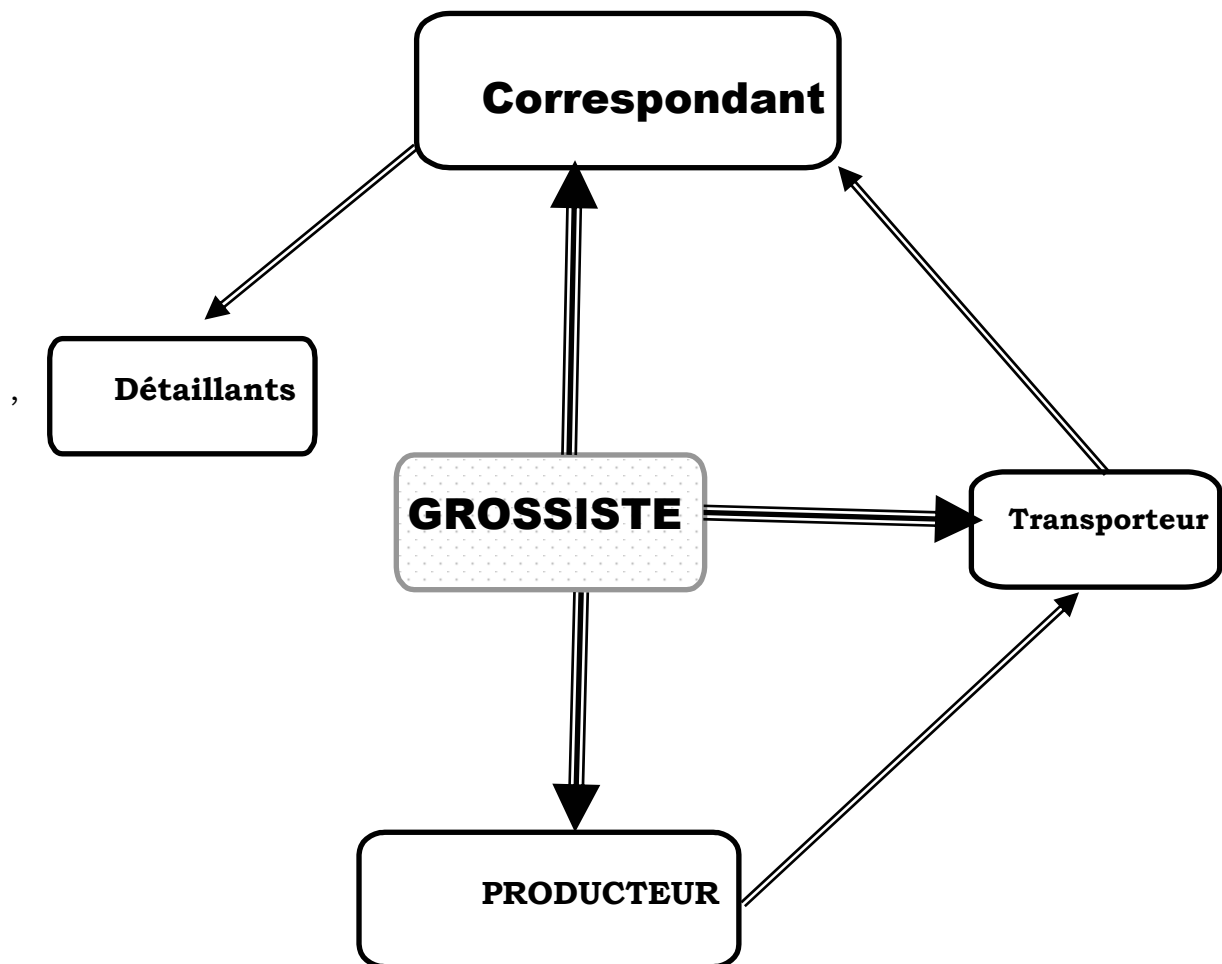 Correspondant
Détaillants
,
GROSSISTE
Transporteur
PRODUCTEUR